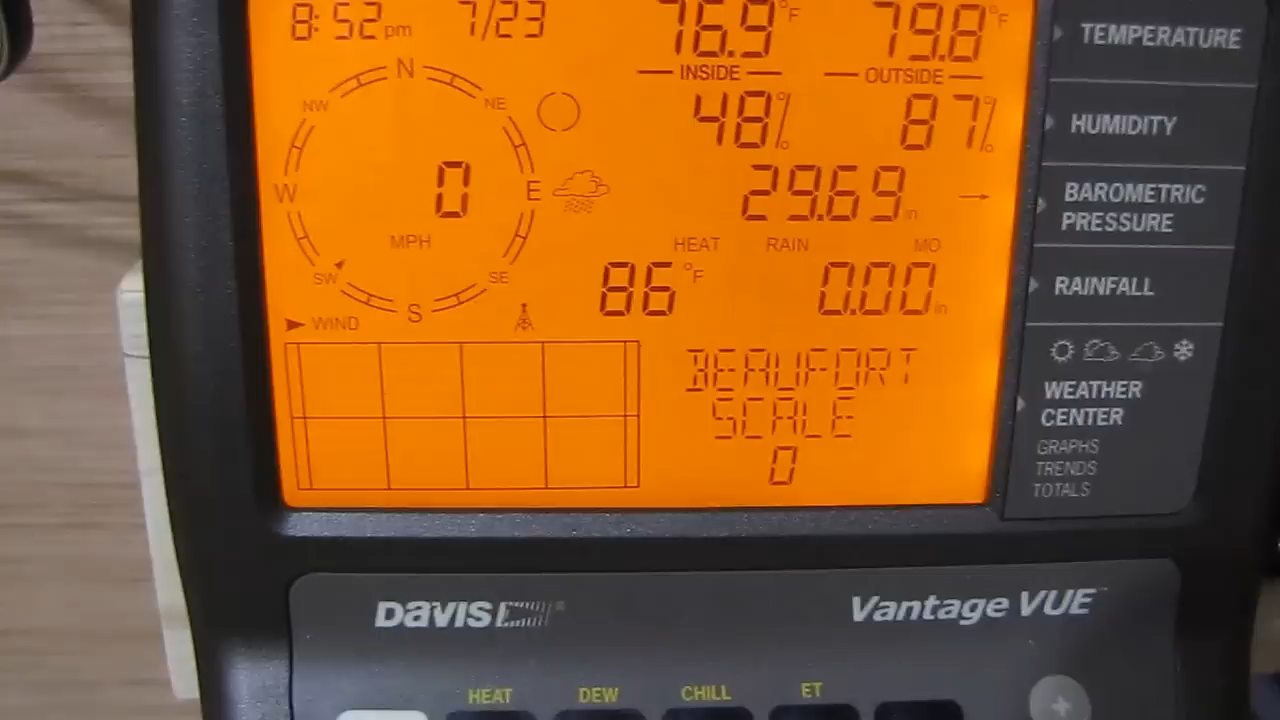 8:52 pm 7/23 76.9°F 79.8°F
INSIDE OUTSIDE
48% 87%
N
NW NE
W 0 E
MPH
SW SE
S
29.69 in
HEAT RAIN MO
86°F 0.00 in
WIND
BEAUFORT
SCALE
0
TEMPERATURE
HUMIDITY
BAROMETRIC
PRESSURE
RAINFALL
WEATHER
CENTER
GRAPHS
TRENDS
TOTALS
DAVIS® Vantage VUE™
HEAT DEW CHILL ET
+